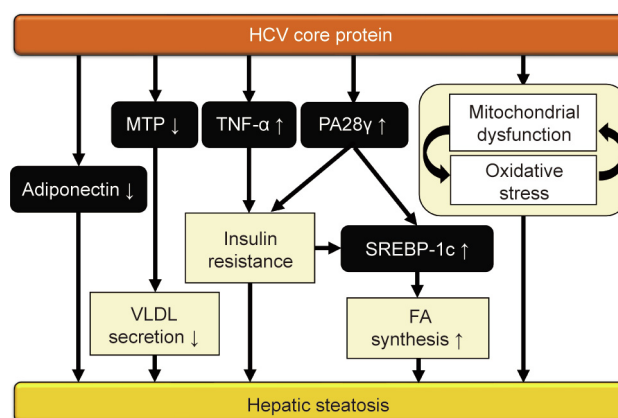 HCV core protein
MTP ↓
TNF-α ↑
PA28γ ↑
Mitochondrial
dysfunction
Oxidative
stress
Adiponectin ↓
Insulin
resistance
SREBP-1c ↑
VLDL
secretion ↓
FA
synthesis ↑
Hepatic steatosis